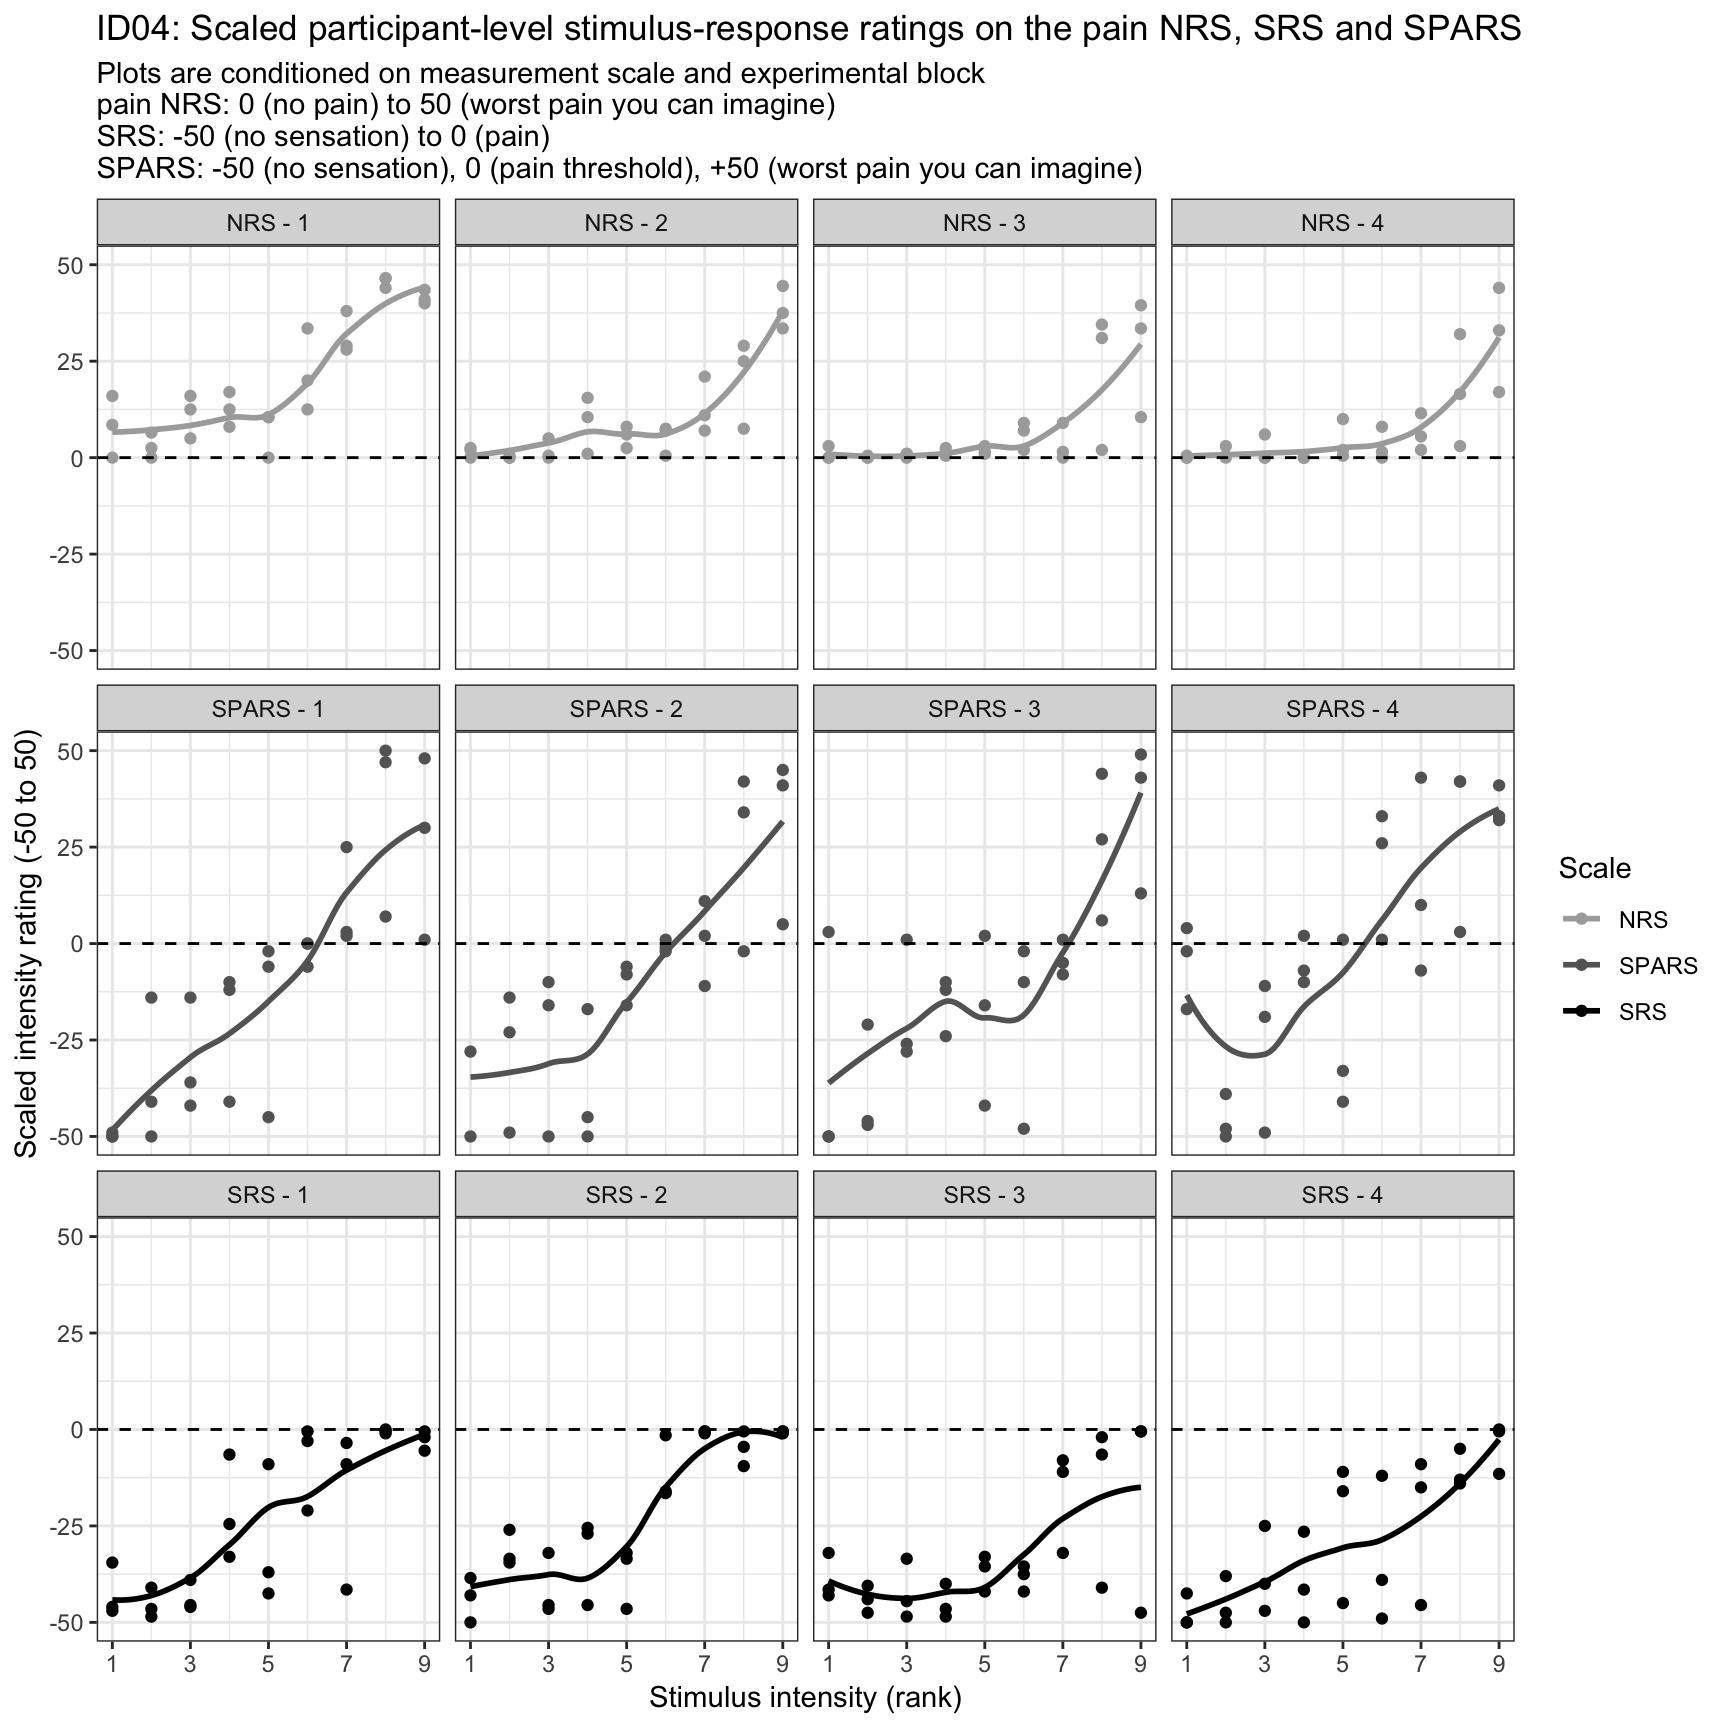 ID04: Scaled participant-level stimulus-response ratings on the pain NRS, SRS and SPARS
Plots are conditioned on measurement scale and experimental block
pain NRS: 0 (no pain) to 50 (worst pain you can imagine)
SRS: -50 (no sensation) to 0 (pain)
SPARS: -50 (no sensation), 0 (pain threshold), +50 (worst pain you can imagine)
NRS - 1
NRS - 2
NRS - 3
NRS - 4
50
25
0
-25
-50
SPARS - 1
SPARS - 2
SPARS - 3
SPARS - 4
50
25
0
-25
-50
SRS - 1
SRS - 2
SRS - 3
SRS - 4
50
25
0
-25
-50
1 3 5 7 9
1 3 5 7 9
1 3 5 7 9
1 3 5 7 9
Stimulus intensity (rank)
Scaled intensity rating (-50 to 50)
Scale
NRS
SPARS
SRS